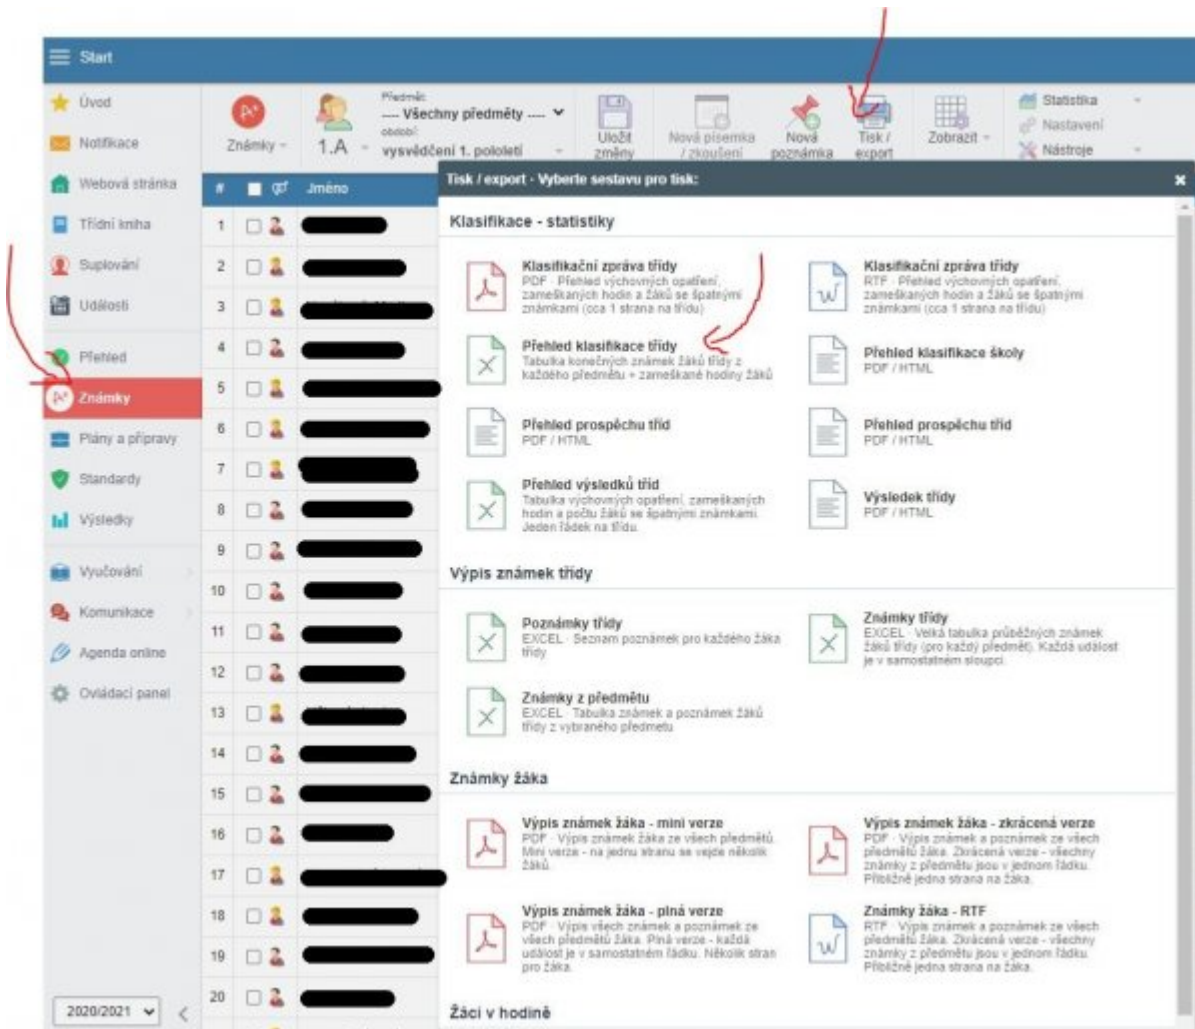 Start
Úvod
Notifikace
Webová stránka
Třídní kniha
Suplování
Události
Přehled
Známky
Plány a přípravy
Standardy
Výsledky
Vyučování
Komunikace
Agenda online
Ovládací panel
2020/2021
Známky
1.A
Předmět:
---- Všechny předměty ----
období:
vysvědčení 1. pololetí
Uložit
změny
Nová písemka
/ zkoušení
Nová
poznámka
Tisk /
export
Zobrazit
Statistika
Nastavení
Nástroje
# Jméno
1
2
3
4
5
6
7
8
9
10
11
12
13
14
15
16
17
18
19
20
Tisk / export - Vyberte sestavu pro tisk:
Klasifikace - statistiky
Klasifikační zpráva třídy
PDF · Přehled výchovných opatření,
zameškaných hodin a žáků se špatnými
známkami (cca 1 strana na třídu)
Klasifikační zpráva třídy
RTF · Přehled výchovných opatření,
zameškaných hodin a žáků se špatnými
známkami (cca 1 strana na třídu)
Přehled klasifikace třídy
Tabulka konečných známek žáků třídy z
každého předmětu + zameškané hodiny žáků
Přehled klasifikace školy
PDF / HTML
Přehled prospěchu tříd
PDF / HTML
Přehled prospěchu tříd
PDF / HTML
Přehled výsledků tříd
Tabulka výchovných opatření, zameškaných
hodin a počtu žáků se špatnými známkami.
Jeden řádek na třídu.
Výsledek třídy
PDF / HTML
Výpis známek třídy
Poznámky třídy
EXCEL · Seznam poznámek pro každého žáka
třídy
Známky třídy
EXCEL · Velká tabulka průběžných známek
žáků třídy (pro každý předmět). Každá událost
je v samostatném sloupci.
Známky z předmětu
EXCEL · Tabulka známek a poznámek žáků
třídy z vybraného předmetu
Známky žáka
Výpis známek žáka - mini verze
PDF · Výpis známek žáka ze všech předmětů.
Mini verze - na jednu stranu se vejde několik
žáků.
Výpis známek žáka - zkrácená verze
PDF · Výpis známek a poznámek ze všech
předmětů žáka. Zkrácená verze - všechny
známky z předmětu jsou v jednom řádku.
Přibližně jedna strana na žáka.
Výpis známek žáka - plná verze
PDF · Výpis všech známek a poznámek ze
všech předmětů žáka. Plná verze - každá
událost je v samostatném řádku. Několik stran
pro žáka.
Známky žáka - RTF
RTF · Výpis známek a poznámek ze všech
předmětů žáka. Zkrácená verze - všechny
známky z předmětu jsou v jednom řádku.
Přibližně jedna strana na žáka.
Žáci v hodině